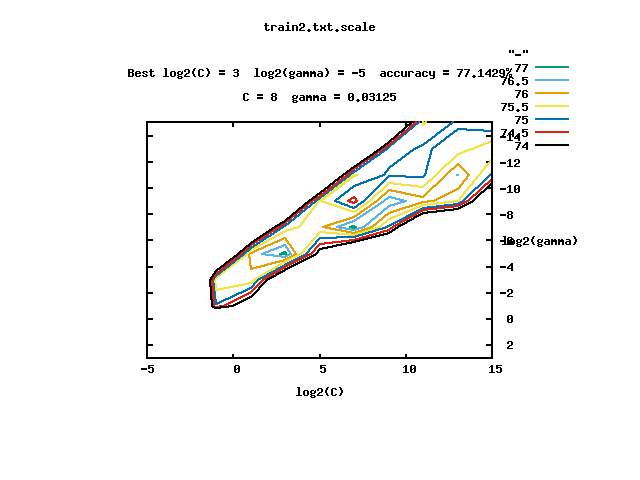 train2.txt.scale
"-"
Best log2(C) = 3 log2(gamma) = -5 accuracy = 77.1429%
C = 8 gamma = 0.03125
77
76.5
76
75.5
75
74.5
74
-14
-12
-10
-8
-6
-4
-2
0
2
log2(gamma)
-5 0 5 10 15
log2(C)